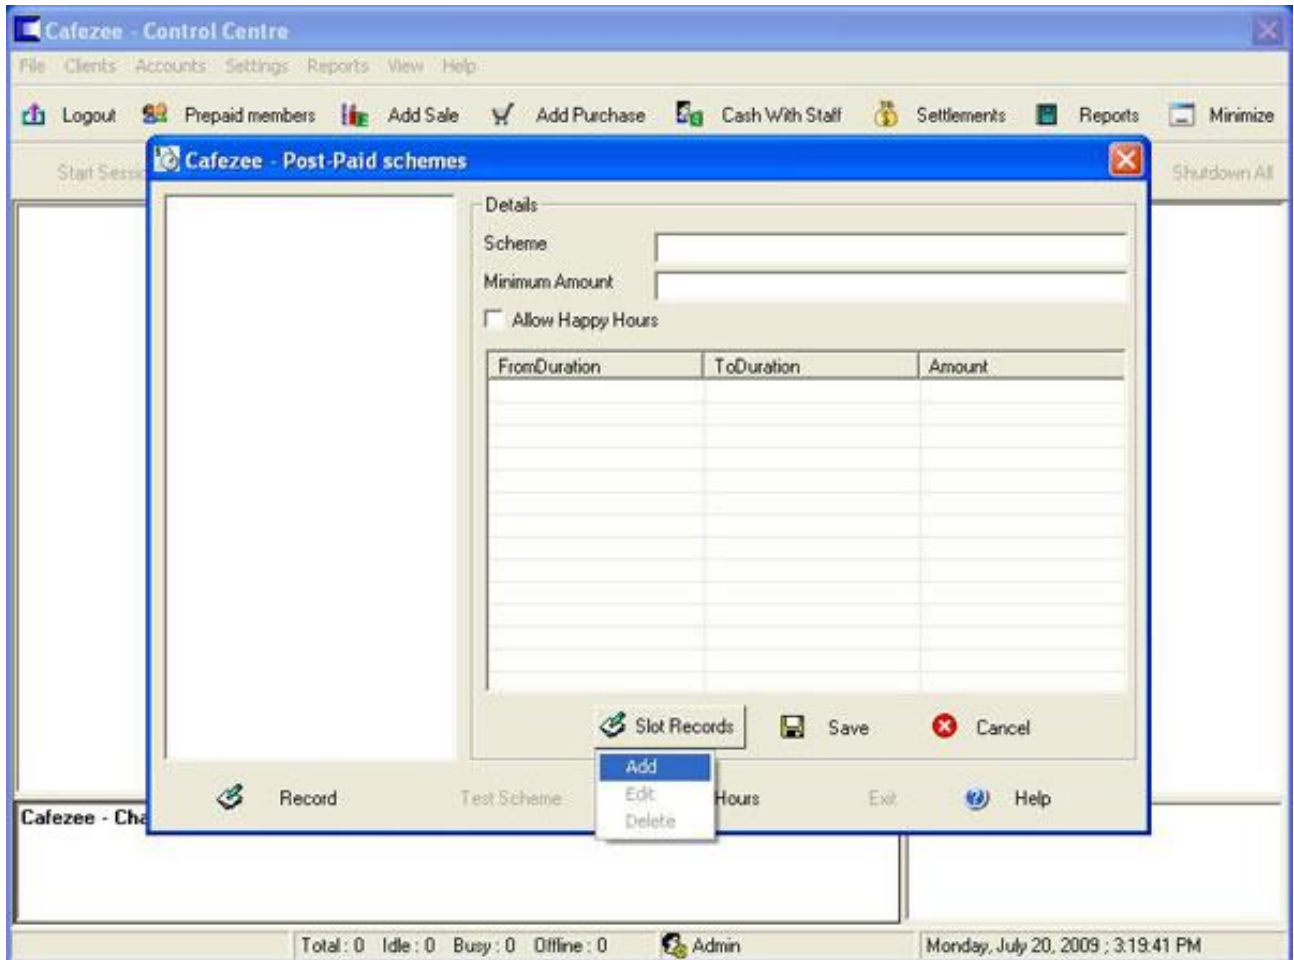 Cafezee - Control Centre
File Clients Accounts Settings Reports View Help
Logout Prepaid members Add Sale Add Purchase Cash With Staff Settlements Reports Minimize
Cafezee - Post-Paid schemes
Start Sessio Shutdown All
Details
Scheme
Minimum Amount
Allow Happy Hours
FromDuration ToDuration Amount
Slot Records Save Cancel
Add
Record Test Scheme Edit Hours Exit Help
Cafezee - Cha Delete
Total : 0 Idle : 0 Busy : 0 Offline : 0 Admin Monday, July 20, 2009 ; 3:19:41 PM